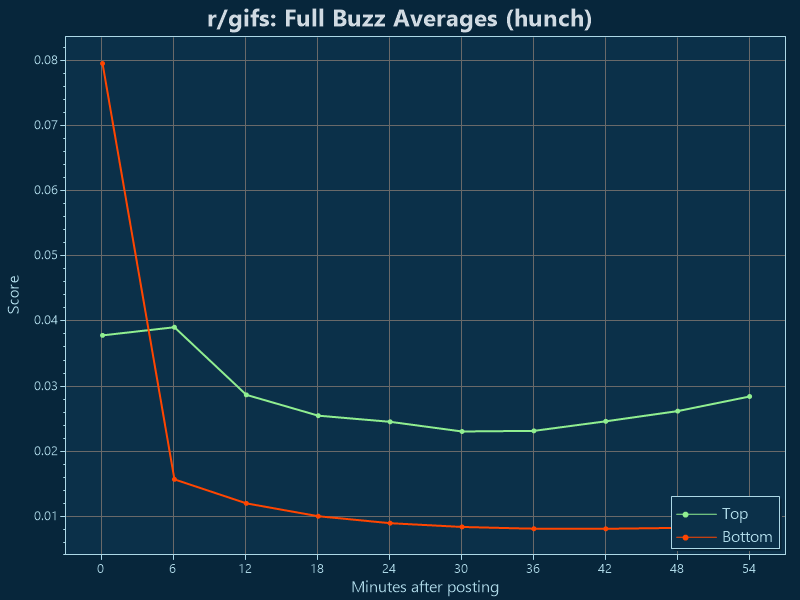 r/gifs: Full Buzz Averages (hunch)
0.08
0.07
0.06
0.05
0.04
0.03
0.02
0.01
Score
Top
Bottom
0 6 12 18 24 30 36 42 48 54
Minutes after posting